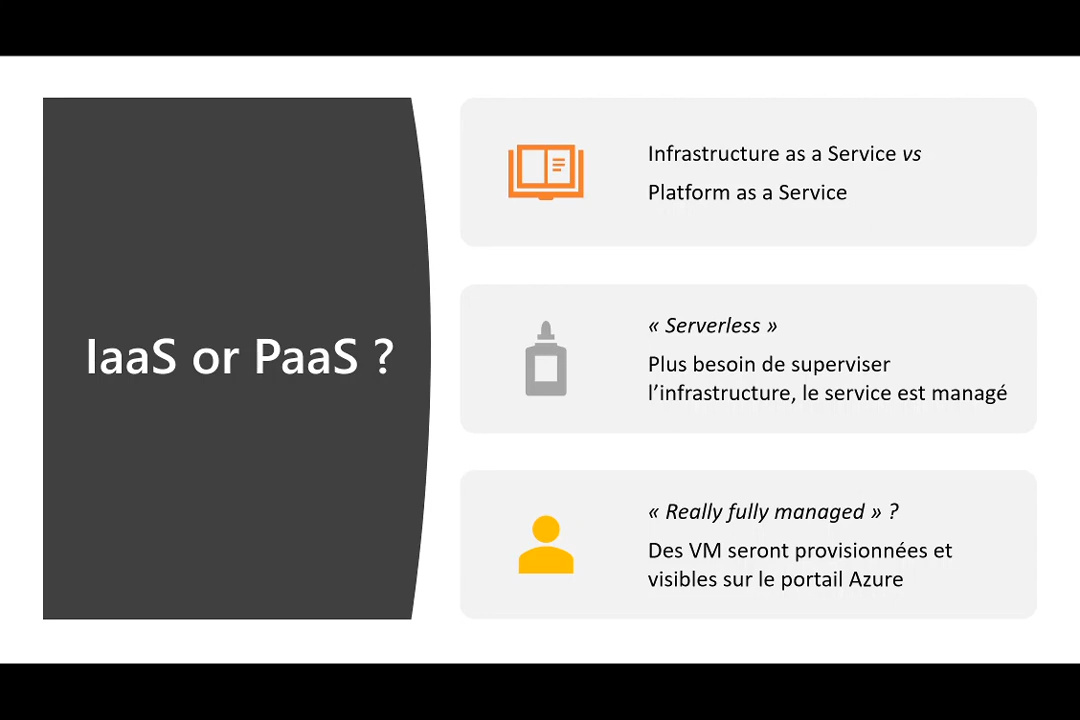 IaaS or PaaS ?
Infrastructure as a Service vs
Platform as a Service
« Serverless »
Plus besoin de superviser
l’infrastructure, le service est managé
« Really fully managed » ?
Des VM seront provisionnées et
visibles sur le portail Azure